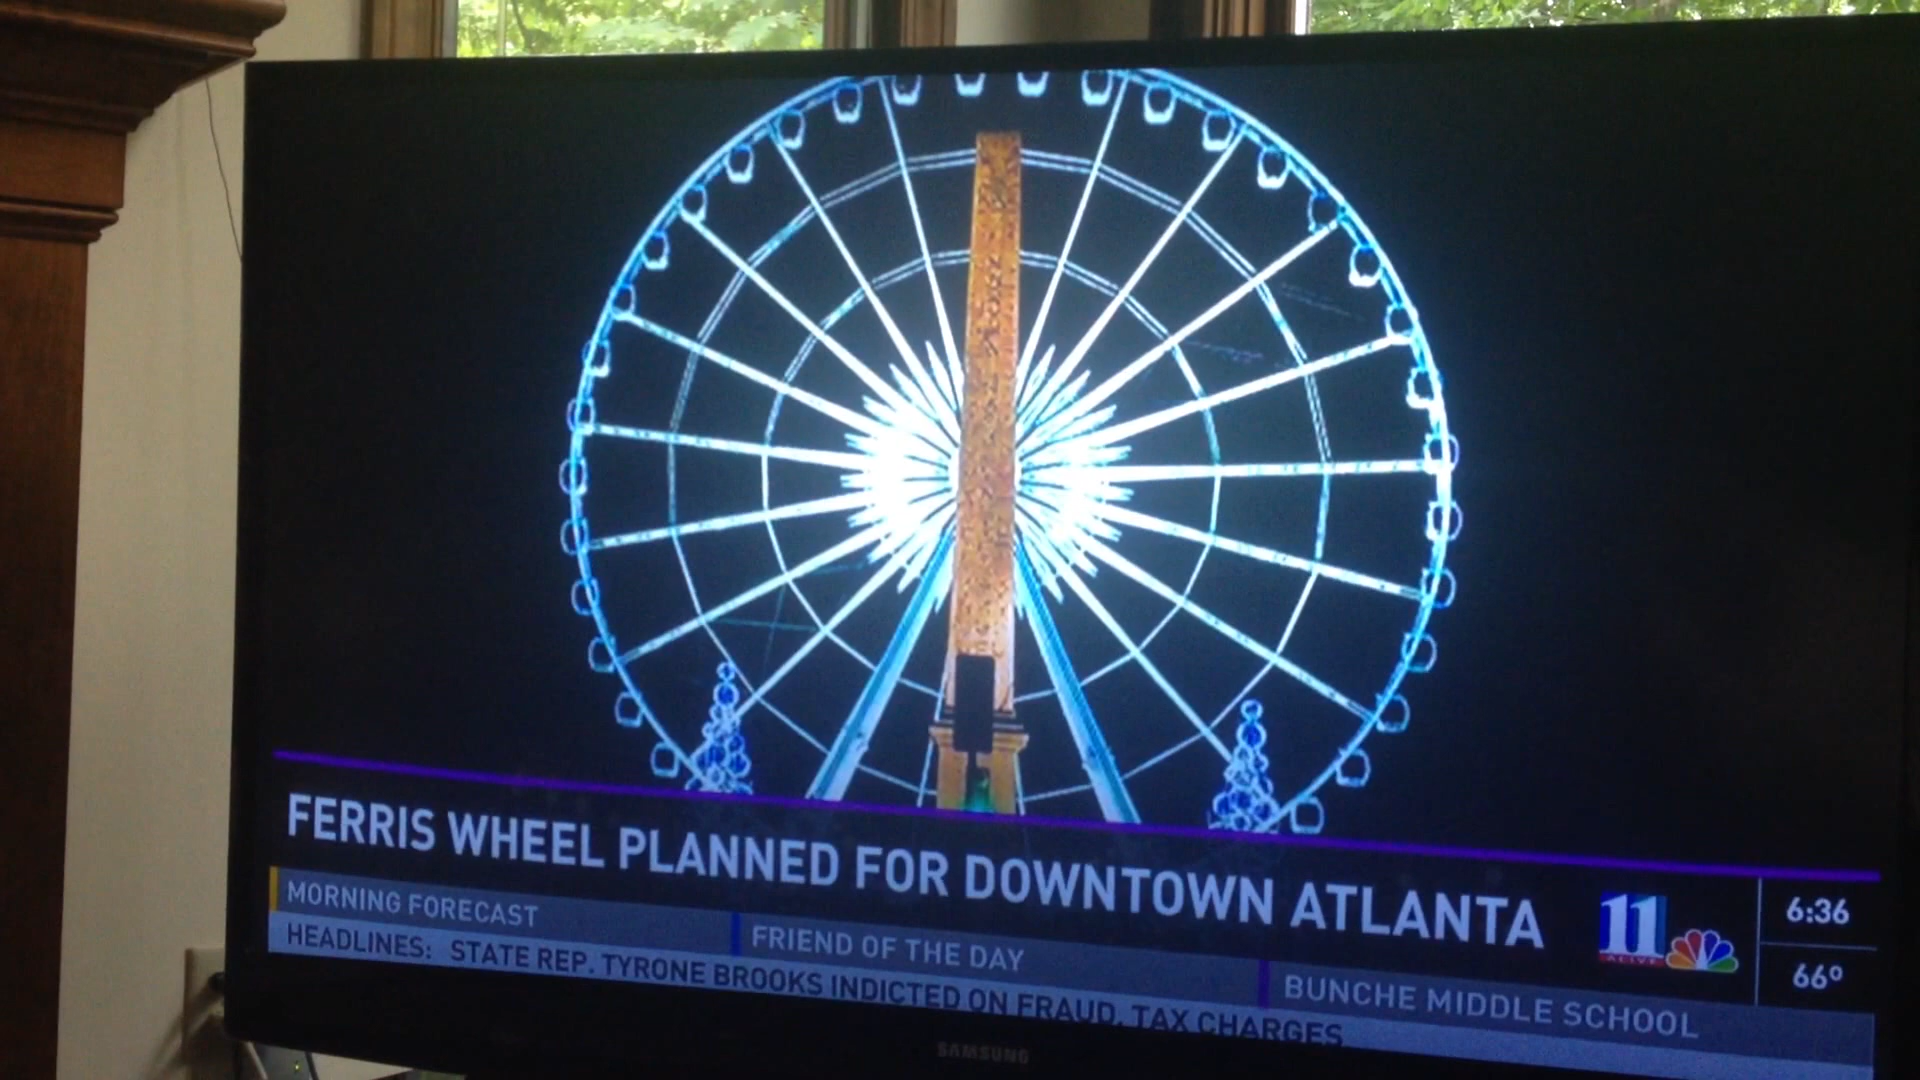 FERRIS WHEEL PLANNED FOR DOWNTOWN ATLANTA
MORNING FORECAST
FRIEND OF THE DAY
BUNCHE MIDDLE SCHOOL
HEADLINES: STATE REP. TYRONE BROOKS INDICTED ON FRAUD, TAX CHARGES
11
ALIVE
6:36
66°
SAMSUNG